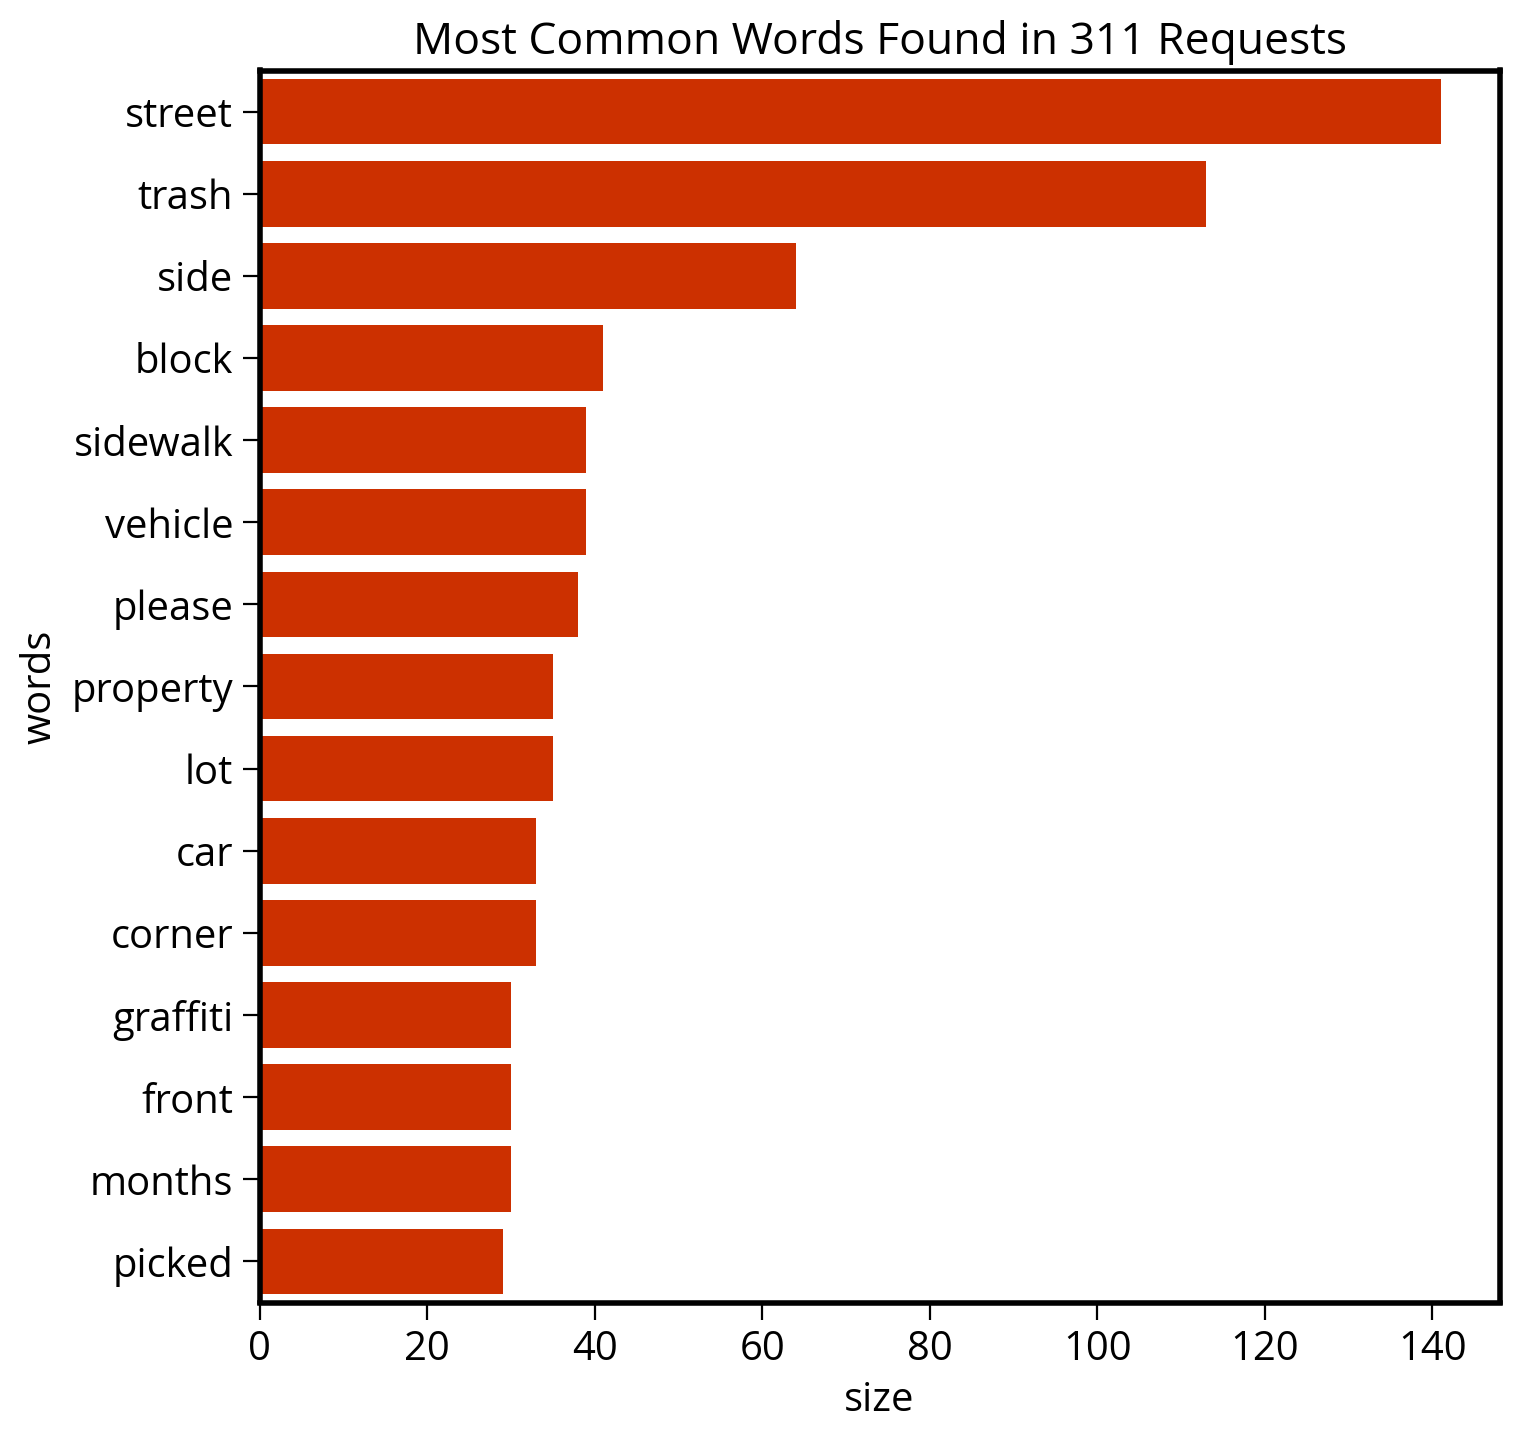 Most Common Words Found in 311 Requests
street
trash
side
block
sidewalk
vehicle
please
property
lot
car
corner
graffiti
front
months
picked
words
0 20 40 60 80 100 120 140
size